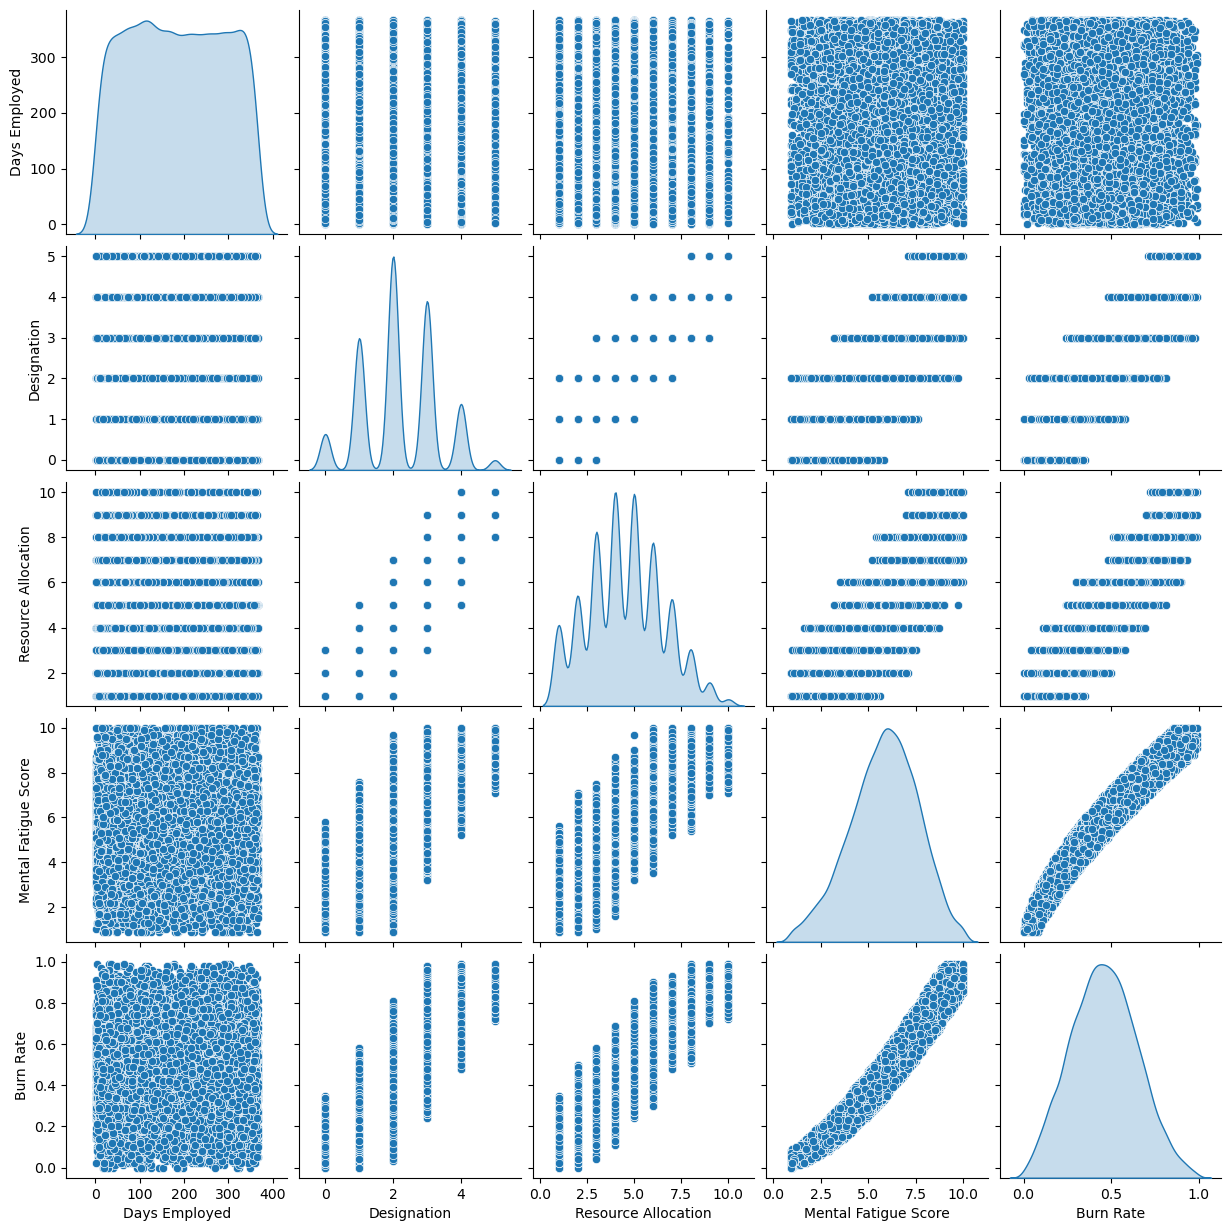 300
200
100
0
Days Employed
5
4
3
2
1
0
Designation
10
8
6
4
2
Resource Allocation
10
8
6
4
2
Mental Fatigue Score
1.0
0.8
0.6
0.4
0.2
0.0
Burn Rate
0 100 200 300 400
0 2 4
0.0 2.5 5.0 7.5 10.0
0.0 2.5 5.0 7.5 10.0
0.0 0.5 1.0
Days Employed
Designation
Resource Allocation
Mental Fatigue Score
Burn Rate